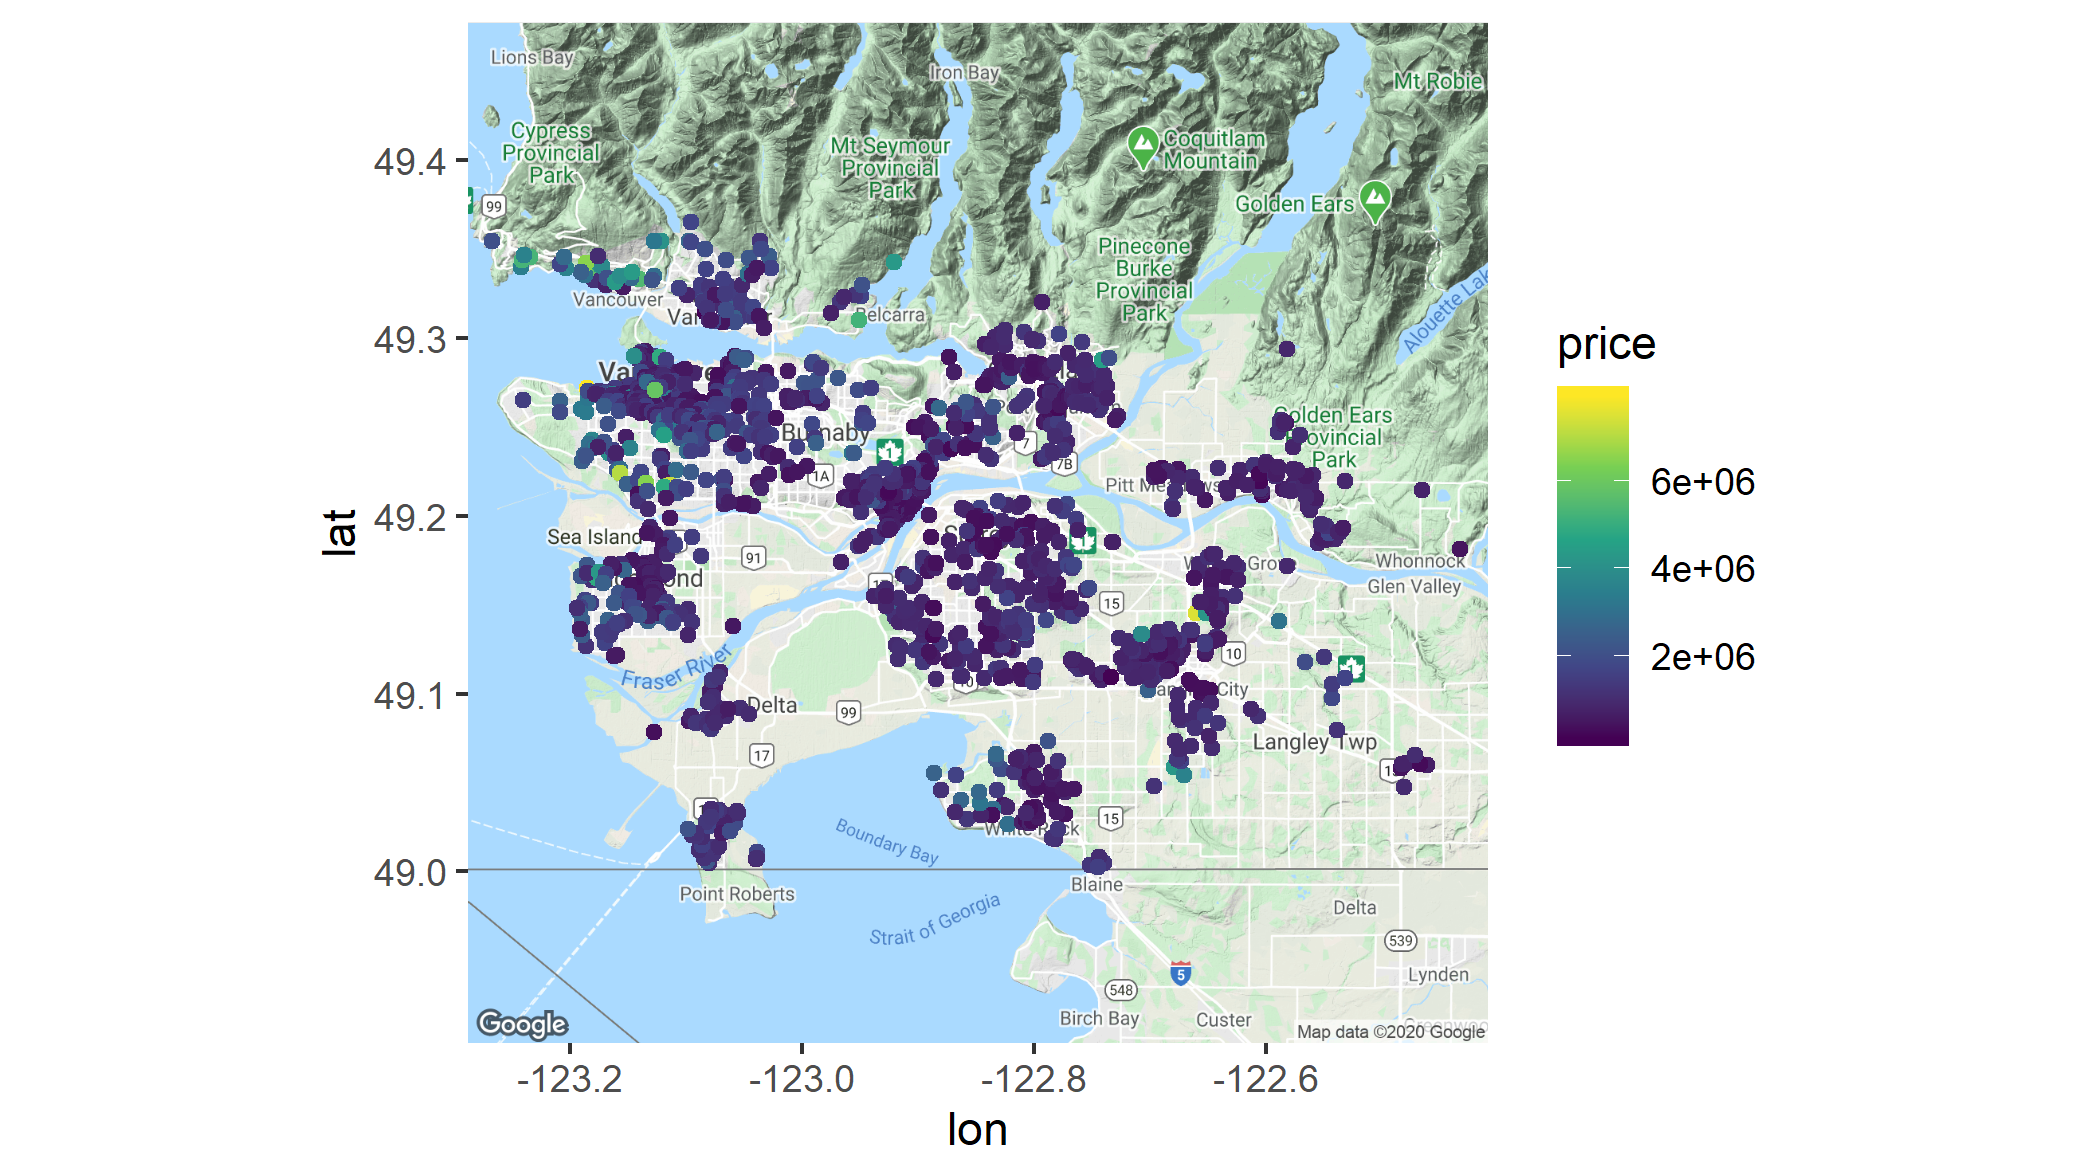 Lions Bay
Iron Bay
Mt Robie
Cypress
Provincial
Park
Mt Seymour
Provincial
Park
Coquitlam
Mountain
49.4
99
Golden Ears
Pinecone
Burke
Provincial
Park
Vancouver
Belcarra
Alouette
49.3
price
Golden Ears
Provincial
Park
Burnaby
1
7
7B
1A
6e+06
Pitt
lat
49.2
Sea Island
91
1
Whonnock
Glen Valley
4e+06
15
10
2e+06
Fraser River
49.1
City
Delta
99
17
Langley Twp
1
15
Boundary Bay
White Rock
49.0
Blaine
Point Roberts
Strait of Georgia
Delta
539
5
Lynden
548
Birch Bay
Custer
Google
Map data ©2020 Google
-123.2
-123.0
-122.8
-122.6
lon